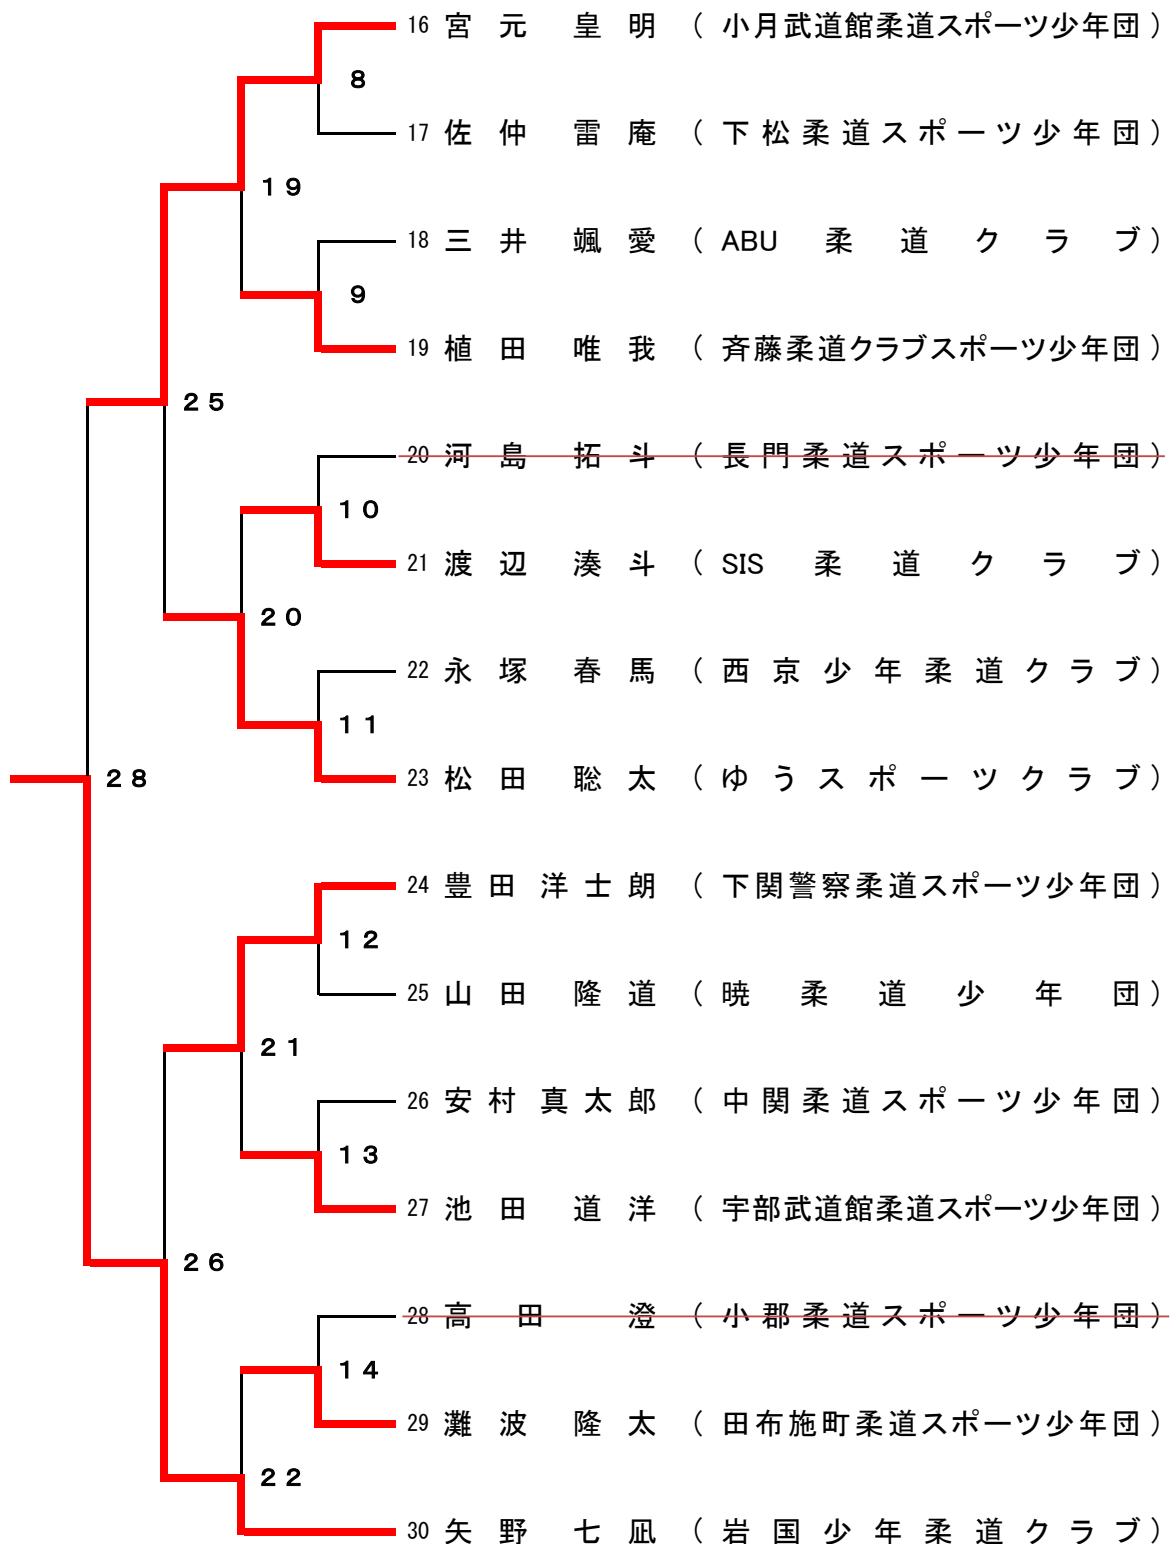 16 宮元 皇明 (小月武道館柔道スポーツ少年団)
8
17 佐仲 雷庵 (下松柔道スポーツ少年団)
19
18 三井 颯愛 (ABU柔道クラブ)
9
19 植田 唯我 (斉藤柔道クラブスポーツ少年団)
25
20 河島 拓斗 (長門柔道スポーツ少年団)
10
21 渡辺 湊斗 (SIS柔道クラブ)
20
22 永塚 春馬 (西京少年柔道クラブ)
11
23 松田 聡太 (ゆうスポーツクラブ)
28
24 豊田 洋士朗 (下関警察柔道スポーツ少年団)
12
25 山田 隆道 (暁柔道少年団)
21
26 安村 真太郎 (中関柔道スポーツ少年団)
13
27 池田 道洋 (宇部武道館柔道スポーツ少年団)
26
28 高田 澄 (小郡柔道スポーツ少年団)
14
29 灘波 隆太 (田布施町柔道スポーツ少年団)
22
30 矢野 七凪 (岩国少年柔道クラブ)